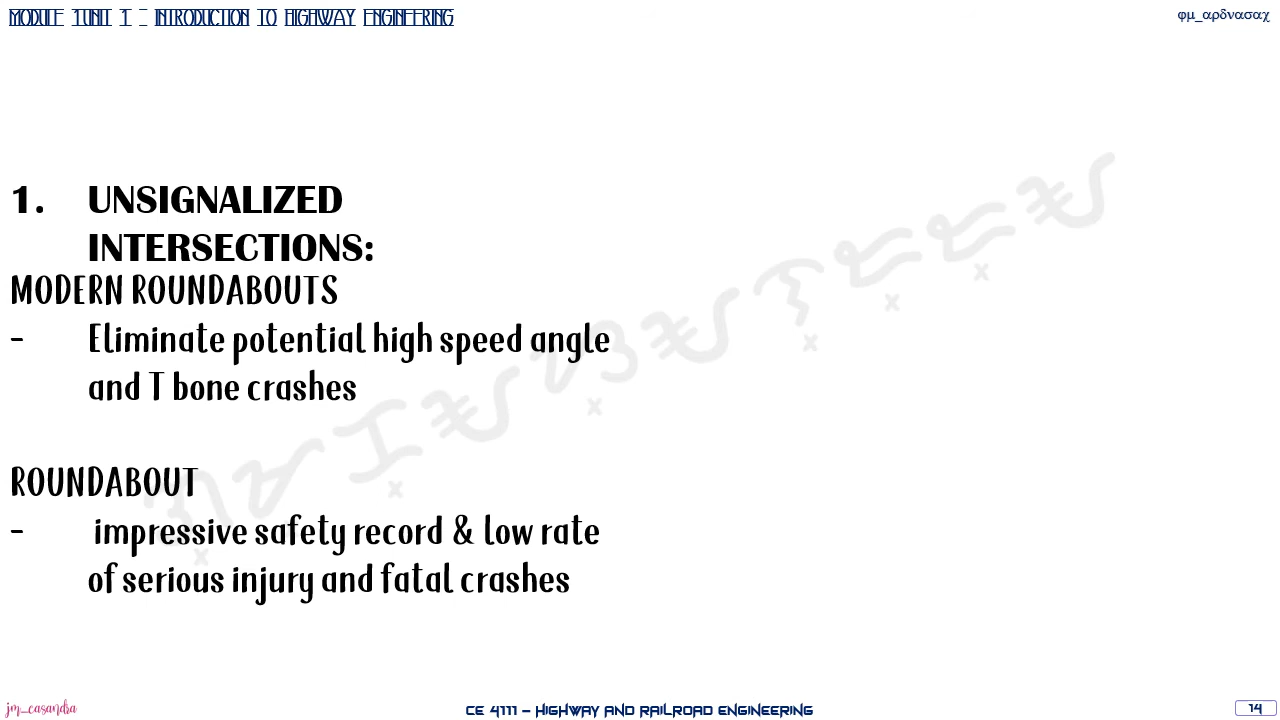 MODULE 1UNIT 1 – INTRODUCTION TO HIGHWAY ENGINEERING
φμ_αρδνασαχ
1. UNSIGNALIZED
INTERSECTIONS:
MODERN ROUNDABOUTS
- Eliminate potential high speed angle
and T bone crashes
ROUNDABOUT
- impressive safety record & low rate
of serious injury and fatal crashes
jm_casandra
CE 4111 – HIGHWAY AND RAILROAD ENGINEERING
14